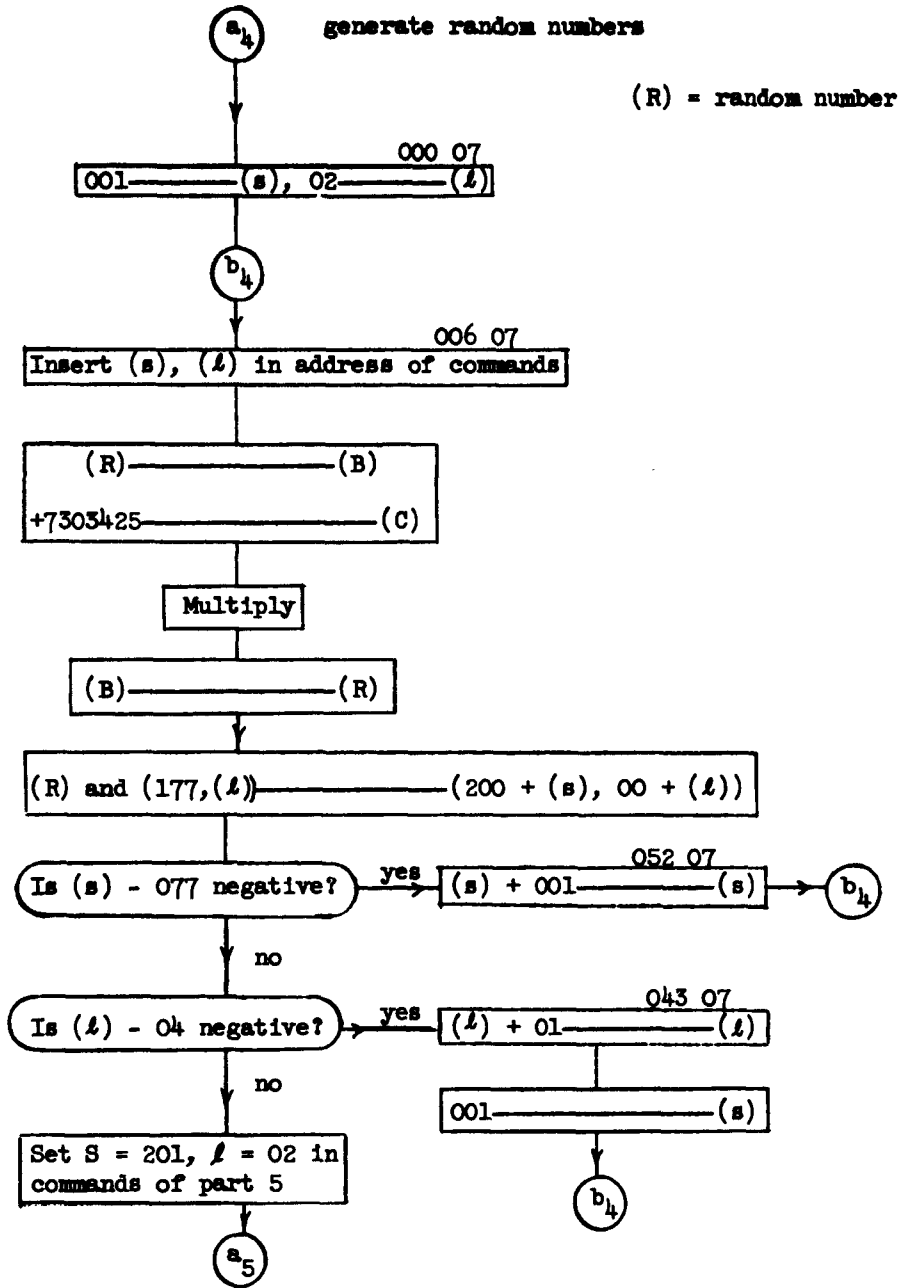 a4
generate random numbers
(R) = random number
000 07
001——(s), 02——(ℓ)
b4
006 07
Insert (s), (ℓ) in address of commands
(R)——(B)
+7303425——(C)
Multiply
(B)——(R)
(R) and (177,(ℓ))——(200 + (s), 00 + (ℓ))
Is (s) - 077 negative?
yes
052 07
(s) + 001——(s)
b4
no
Is (ℓ) - 04 negative?
yes
043 07
(ℓ) + 01——(ℓ)
no
001——(s)
Set S = 201, ℓ = 02 in
commands of part 5
b4
a5